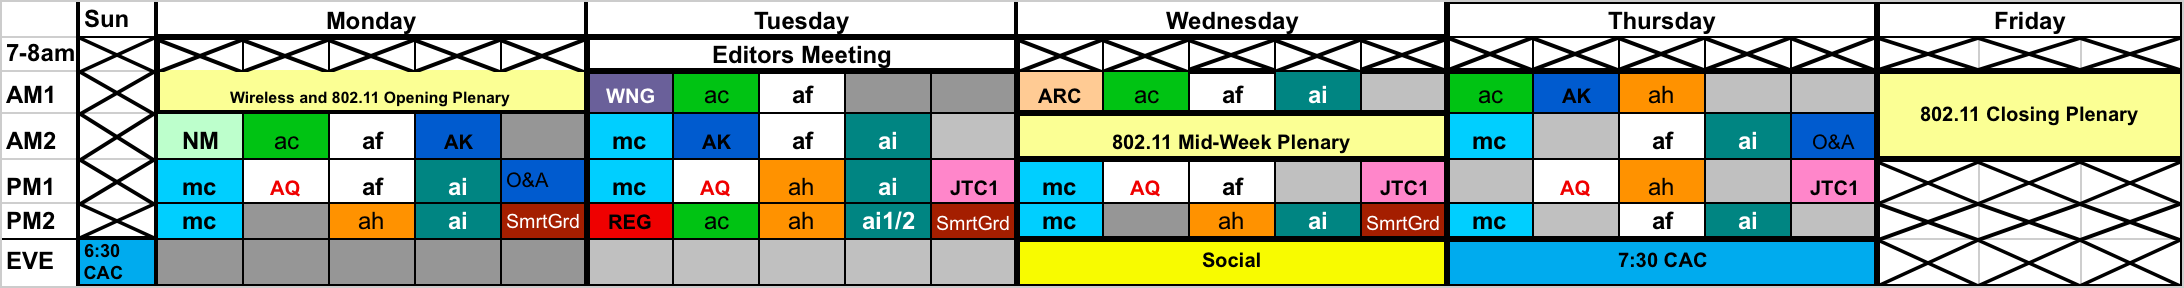 Sun Monday Tuesday Wednesday Thursday Friday
7-8am Editors Meeting
AM1 Wireless and 802.11 Opening Plenary WNG ac af ARC ac af ai ac AK ah
802.11 Closing Plenary
AM2 NM ac af AK mc AK af ai 802.11 Mid-Week Plenary mc af ai O&A
PM1 mc AQ af ai O&A mc AQ ah ai JTC1 mc AQ af JTC1 AQ ah JTC1
PM2 mc ah ai SmrtGrd REG ac ah ai1/2 SmrtGrd mc ah ai SmrtGrd mc af ai
EVE 6:30 CAC Social 7:30 CAC